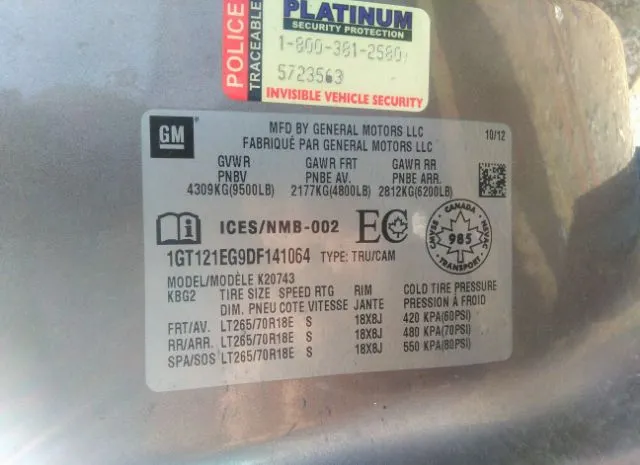 PLATINUM
SECURITY PROTECTION
POLICE
TRACEABLE
1-800-381-2580
5723563
INVISIBLE VEHICLE SECURITY
GM
MFD BY GENERAL MOTORS LLC
FABRIQUÉ PAR GENERAL MOTORS LLC
10/12
GVWR GAWR FRT GAWR RR
PNBV PNBE AV. PNBE ARR.
4309KG(9500LB) 2177KG(4800LB) 2812KG(6200LB)
i ICES/NMB-002 EC
CANADA
CMVSS 985 NSVAC
1GT121EG9DF141064 TYPE: TRU/CAM
MODEL/MODÈLE K20743
KBG2 TIRE SIZE SPEED RTG RIM COLD TIRE PRESSURE
DIM. PNEU COTE VITESSE JANTE PRESSION À FROID
FRT/AV. LT265/70R18E S 18X8J 420 KPA(60PSI)
RR/ARR. LT265/70R18E S 18X8J 480 KPA(70PSI)
SPA/SOS LT265/70R18E S 18X8J 550 KPA(80PSI)